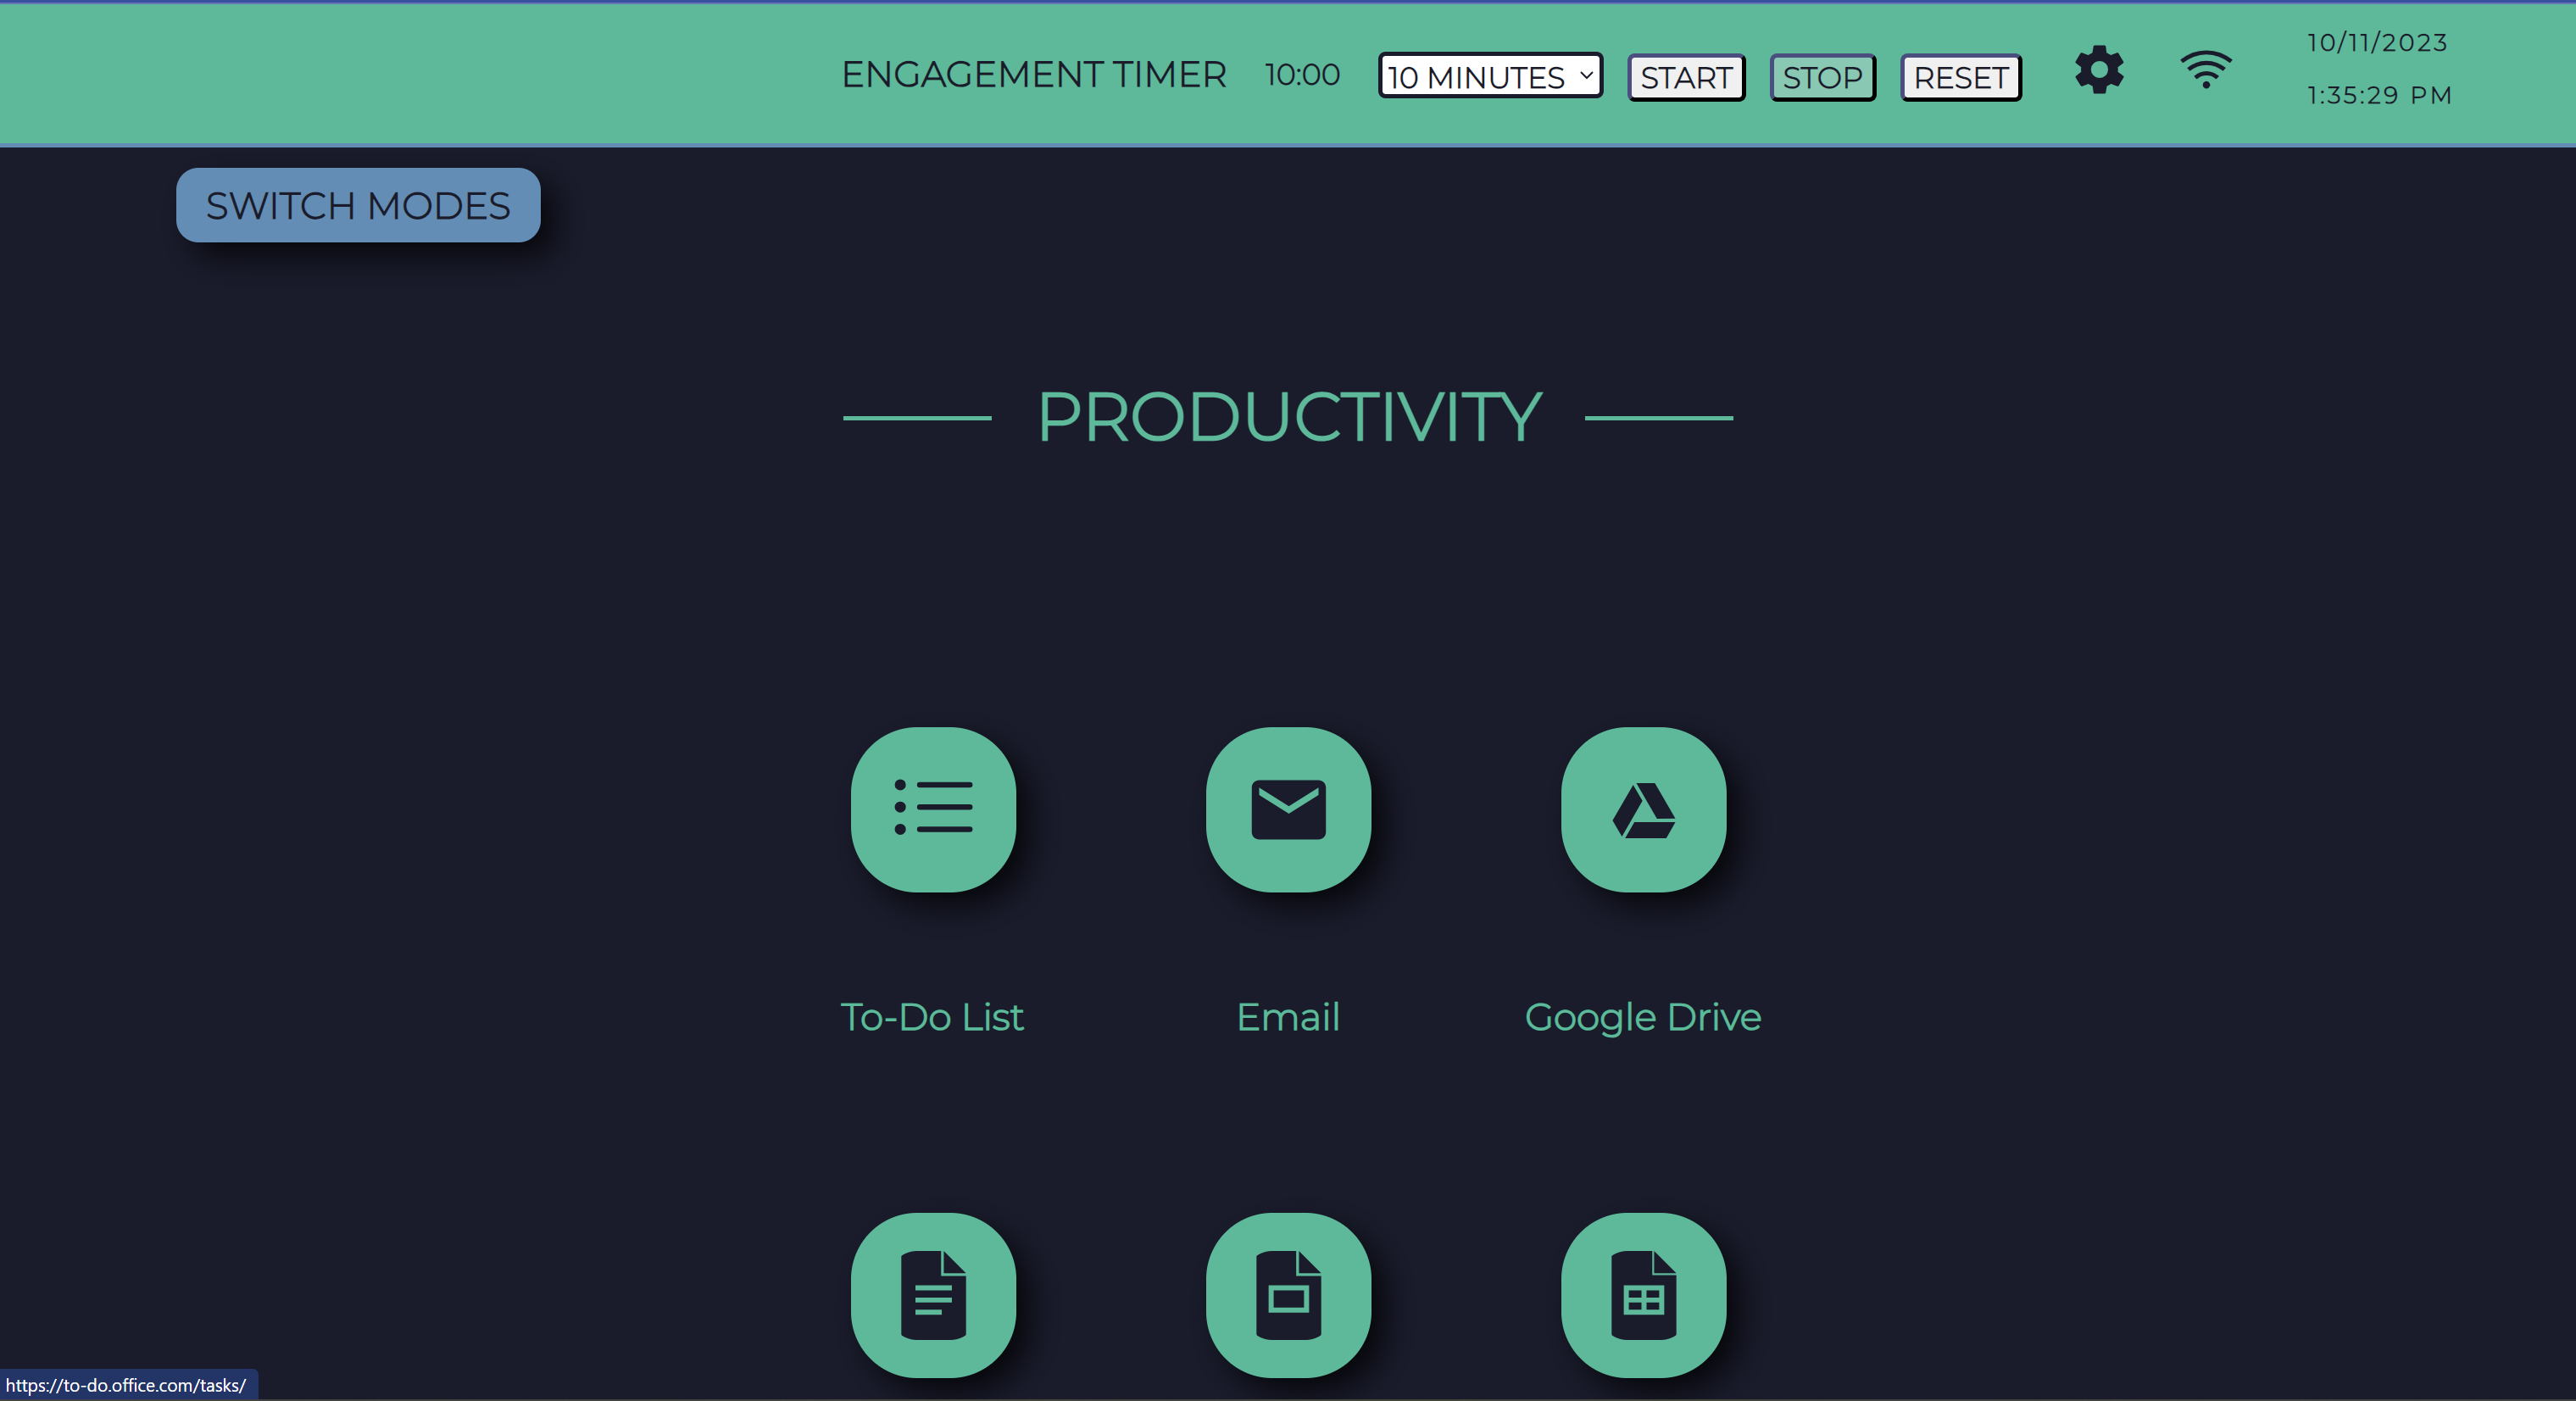 ENGAGEMENT TIMER 10:00 10 MINUTES START STOP RESET
10/11/2023
1:35:29 PM
SWITCH MODES
PRODUCTIVITY
To-Do List Email Google Drive
https://to-do.office.com/tasks/